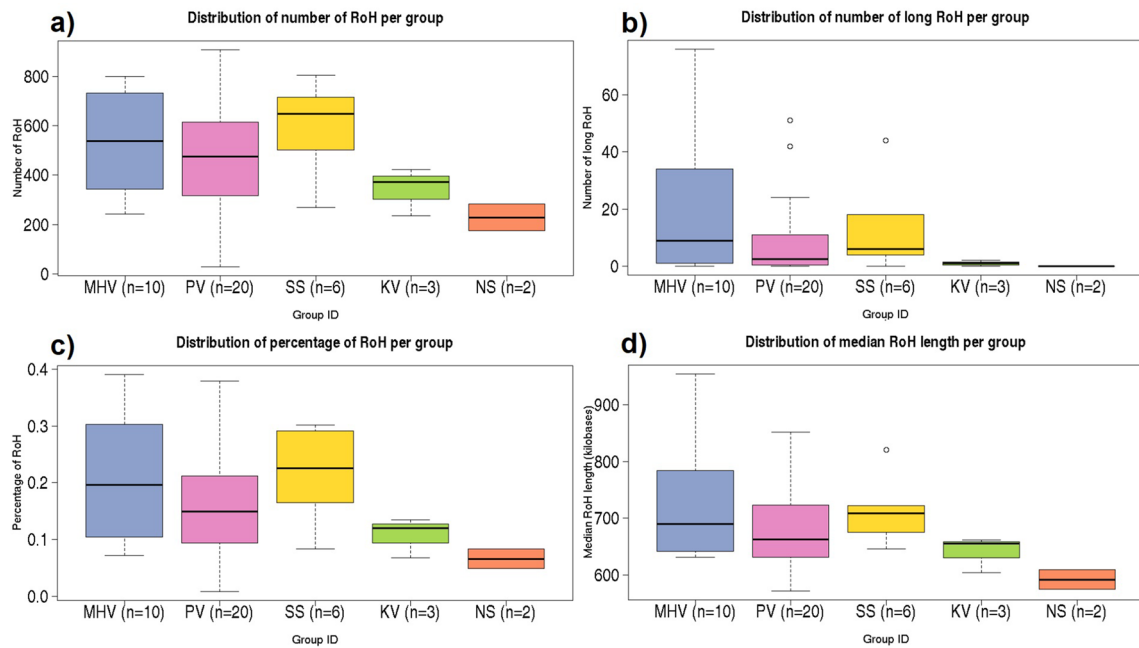 a)
Distribution of number of RoH per group
Number of RoH
800
600
400
200
0
MHV (n=10) PV (n=20) SS (n=6) KV (n=3) NS (n=2)
Group ID
b)
Distribution of number of long RoH per group
Number of long RoH
60
40
20
0
MHV (n=10) PV (n=20) SS (n=6) KV (n=3) NS (n=2)
Group ID
c)
Distribution of percentage of RoH per group
Percentage of RoH
0.4
0.3
0.2
0.1
0.0
MHV (n=10) PV (n=20) SS (n=6) KV (n=3) NS (n=2)
Group ID
d)
Distribution of median RoH length per group
Median RoH length (kilobases)
900
800
700
600
MHV (n=10) PV (n=20) SS (n=6) KV (n=3) NS (n=2)
Group ID